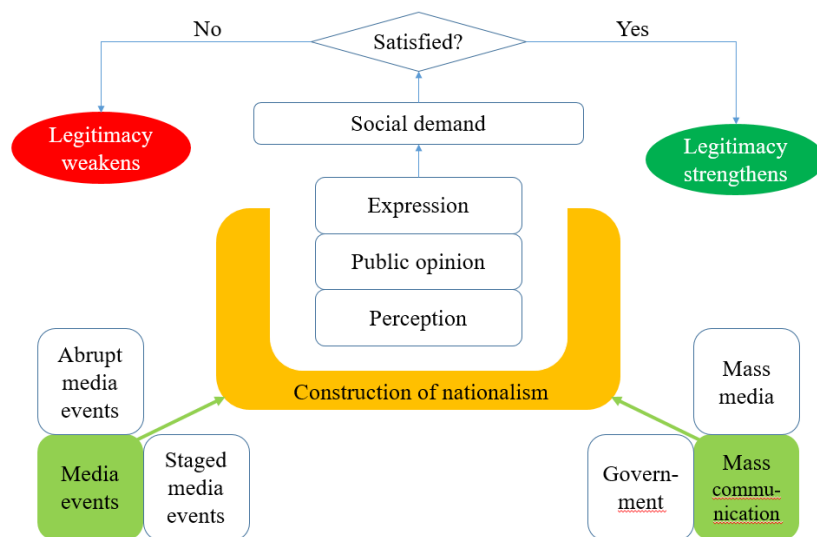 No
Satisfied?
Yes
Legitimacy
weakens
Social demand
Legitimacy
strengthens
Expression
Public opinion
Perception
Construction of nationalism
Abrupt
media
events
Mass
media
Media
events
Staged
media
events
Govern-
ment
Mass
commu-
nication